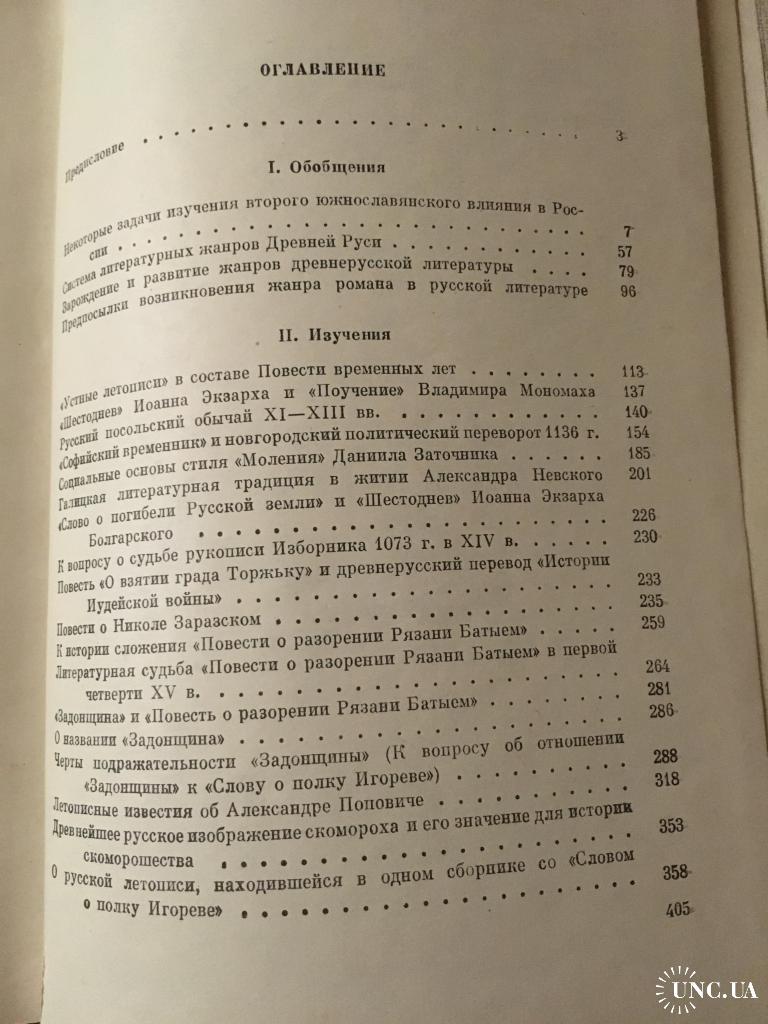 ОГЛАВЛЕНИЕ
Предисловие . . . . . . . . . . . . . . . . . . . . 3
I. Обобщения
Некоторые задачи изучения второго южнославянского влияния в Рос-
сии . . . . . . . . . . . . . . . . . . . . 7
Система литературных жанров Древней Руси . . . . . . . . . . 57
Зарождение и развитие жанров древнерусской литературы . . . . 79
Предпосылки возникновения жанра романа в русской литературе 96
II. Изучения
«Устные летописи» в составе Повести временных лет . . . . . . . . 113
«Шестоднев» Иоанна Экзарха и «Поучение» Владимира Мономаха 137
Русский посольский обычай XI—XIII вв. . . . . . . . . . . . 140
«Софийский временник» и новгородский политический переворот 1136 г. 154
Социальные основы стиля «Моления» Даниила Заточника . . . . . . 185
Галицкая литературная традиция в житии Александра Невского 201
«Слово о погибели Русской земли» и «Шестоднев» Иоанна Экзарха
Болгарского . . . . . . . . . . . . . . . . . 226
К вопросу о судьбе рукописи Изборника 1073 г. в XIV в. . . . . . 230
Повесть «О взятии града Торжьку» и древнерусский перевод «Истории
Иудейской войны» . . . . . . . . . . . . . . . 233
Повести о Николе Заразском . . . . . . . . . . . . . . 235
К истории сложения «Повести о разорении Рязани Батыем» . . . . . 259
Литературная судьба «Повести о разорении Рязани Батыем» в первой
четверти XV в. . . . . . . . . . . . . . . . . 264
«Задонщина» и «Повесть о разорении Рязани Батыем» . . . . . . . 281
О названии «Задонщина» . . . . . . . . . . . . . . . . 286
Черты подражательности «Задонщины» (К вопросу об отношении
«Задонщины» к «Слову о полку Игореве») . . . . . . . . 288
Летописные известия об Александре Поповиче . . . . . . . . . 318
Древнейшее русское изображение скомороха и его значение для истории
скоморошества . . . . . . . . . . . . . . . . 353
О русской летописи, находившейся в одном сборнике со «Словом
о полку Игореве» . . . . . . . . . . . . . . . 358
405
UNC.UA